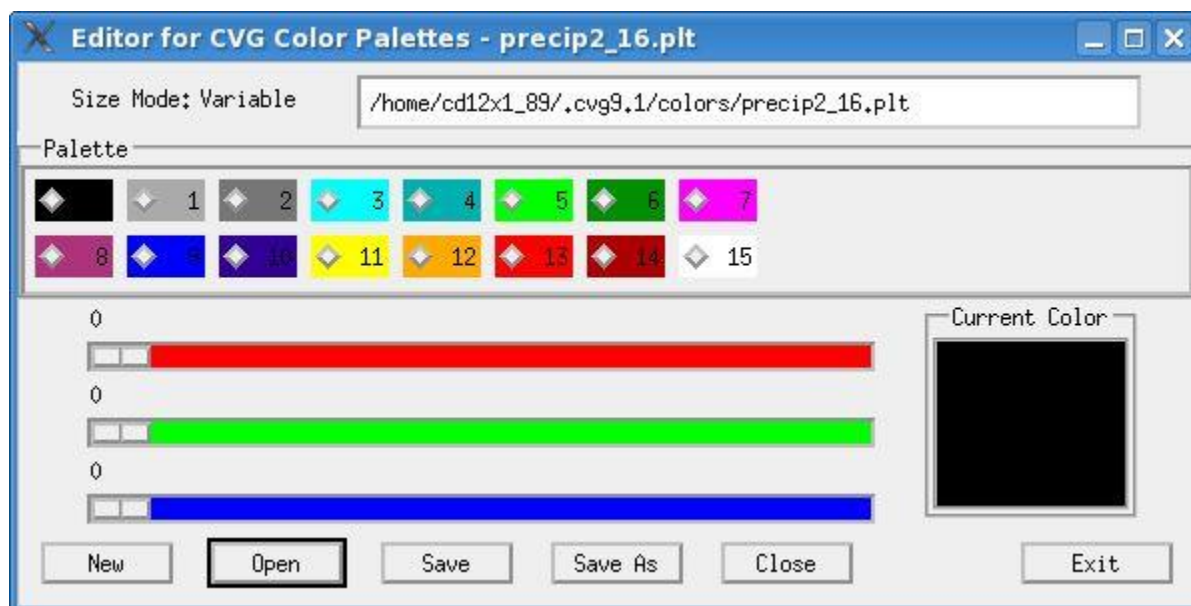 Editor for CVG Color Palettes - precip2_16.plt
Size Mode: Variable /home/cd12x1_89/.cvg9.1/colors/precip2_16.plt
Palette
1 2 3 4 5 6 7
8 9 10 11 12 13 14 15
0
Current Color
0
0
New Open Save Save As Close Exit